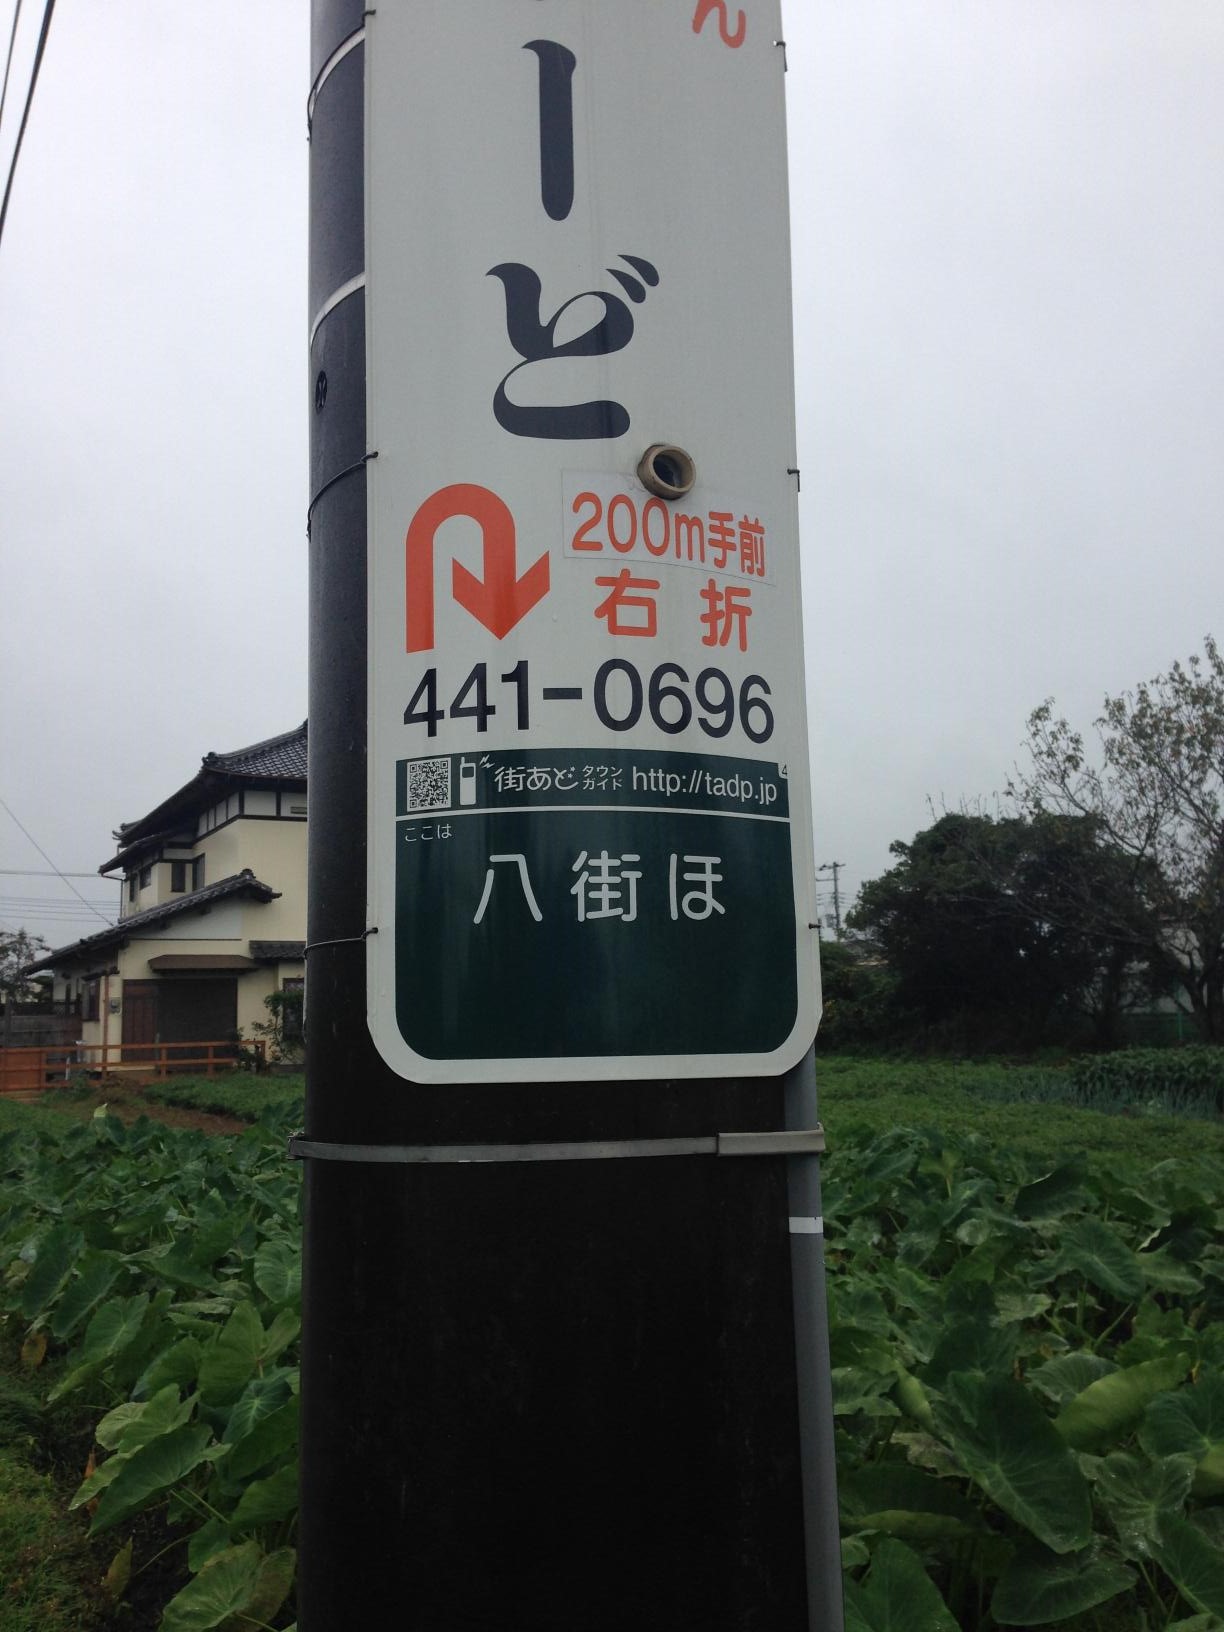 ん
ーど
200m手前
右折
441-0696
街あど タウンガイド http://tadp.jp
ここは
八街ほ